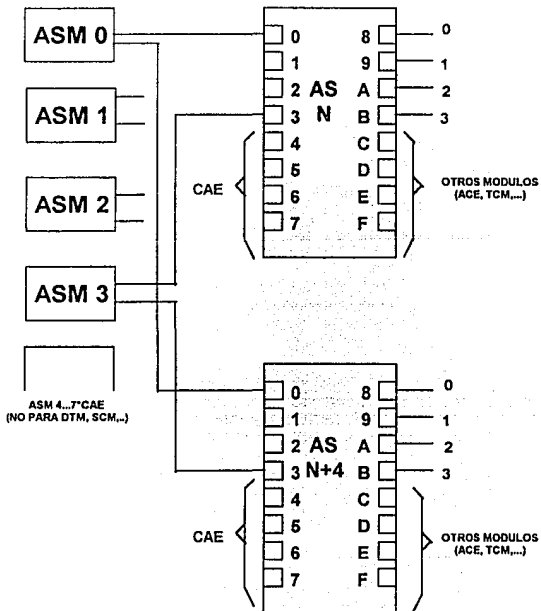 ASM 0
ASM 1
ASM 2
ASM 3
ASM 4...7*CAE
(NO PARA DTM, SCM,..)
0 8 0
1 9 1
2 AS A 2
3 N B 3
4 C
5 D
6 E
7 F
CAE
OTROS MODULOS
(ACE, TCM,...)
0 8 0
1 9 1
2 AS A 2
3 N+4 B 3
4 C
5 D
6 E
7 F
CAE
OTROS MODULOS
(ACE, TCM,...)